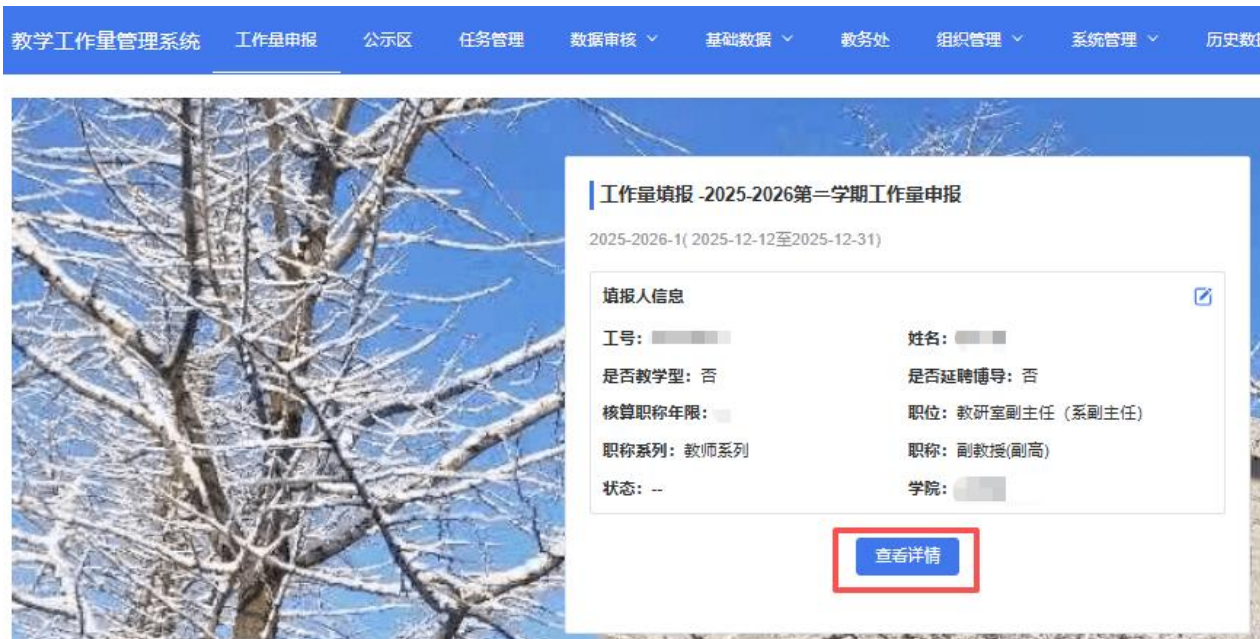 教学工作量管理系统 工作量申报 公示区 任务管理 数据审核 基础数据 教务处 组织管理 系统管理 历史数据
工作量填报 -2025-2026第一学期工作量申报
2025-2026-1( 2025-12-12至2025-12-31)
填报人信息
工号： 姓名：
是否教学型：否 是否延聘博导：否
核算职称年限： 职位：教研室副主任（系副主任)
职称系列：教师系列 职称：副教授(副高)
状态：-- 学院：
查看详情